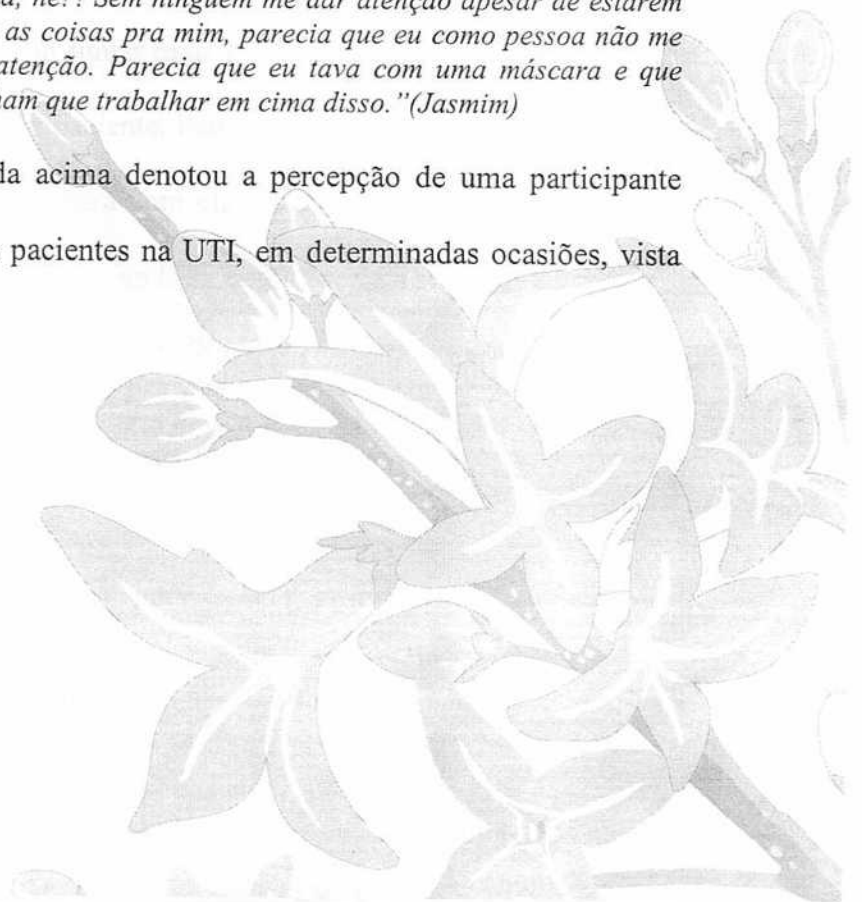 a, né?! Sem ninguém me dar atenção apesar de estarem
as coisas pra mim, parecia que eu como pessoa não me
atenção. Parecia que eu tava com uma máscara e que
ham que trabalhar em cima disso."(Jasmim)
da acima denotou a percepção de uma participante
pacientes na UTI, em determinadas ocasiões, vista